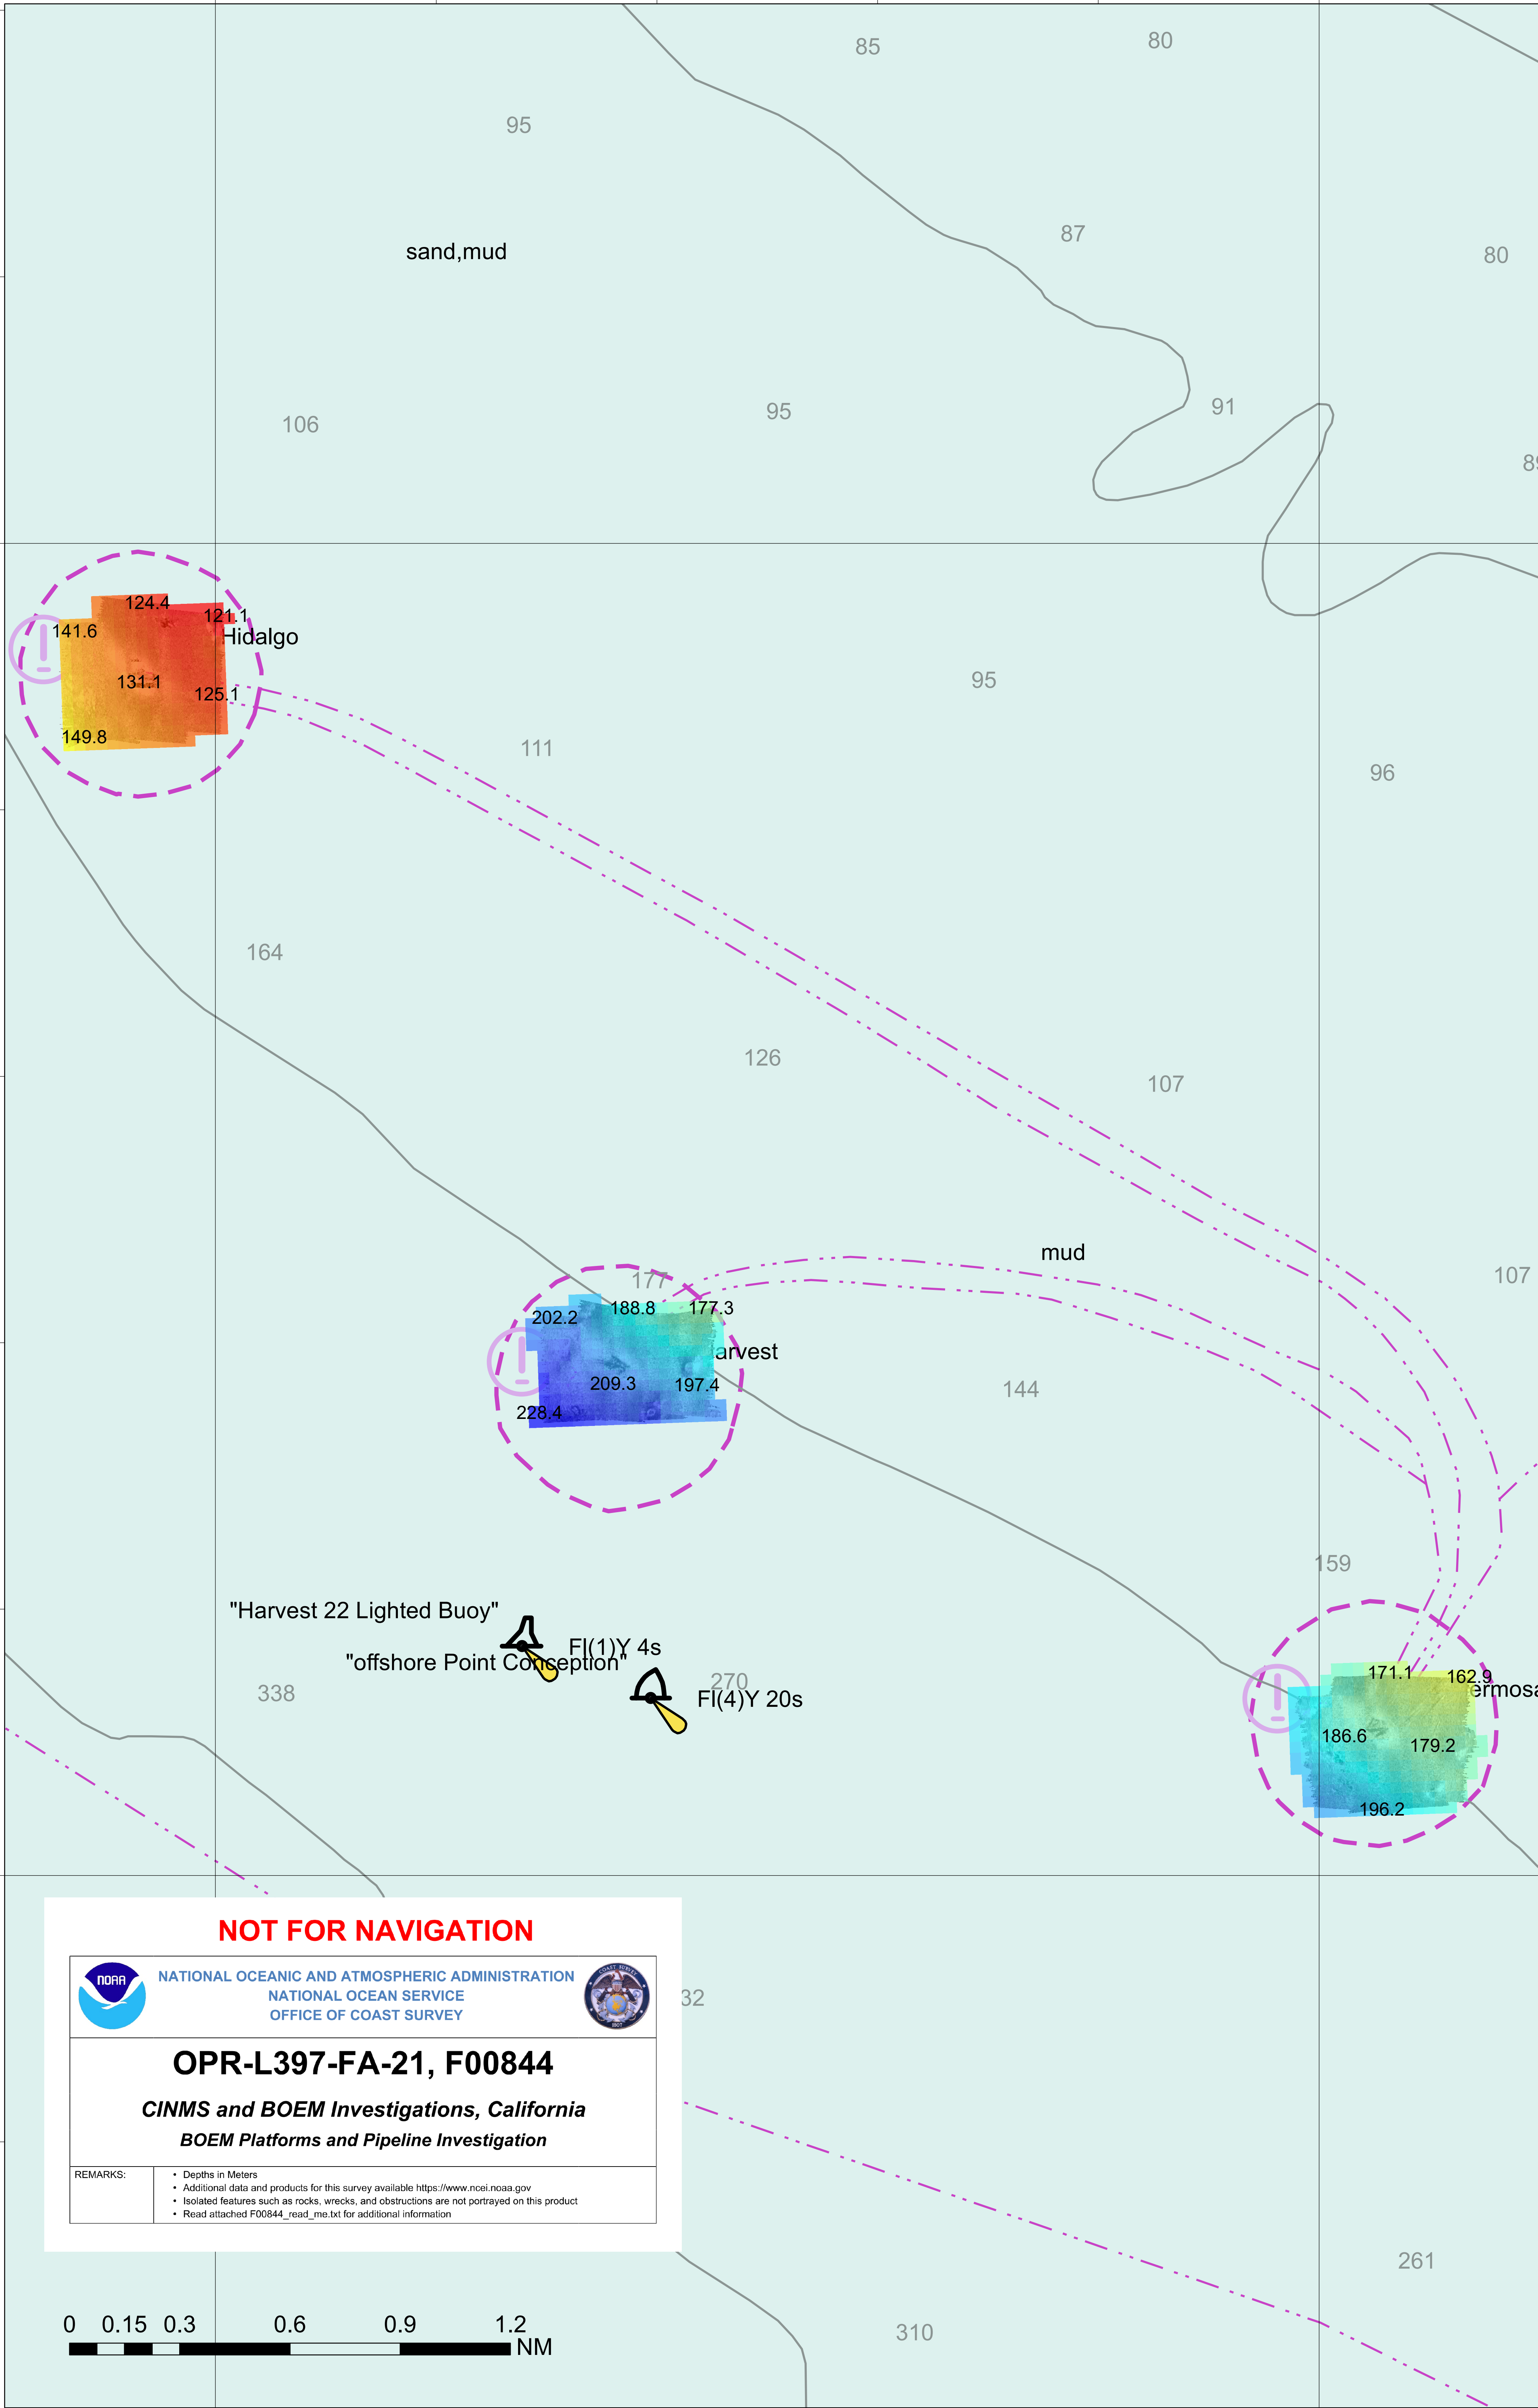 85
80
95
87
sand,mud
80
95
91
106
124.4
121.1
141.6
Hidalgo
131.1
95
125.1
149.8
111
96
164
126
107
mud
107
177
202.2
188.8
177.3
arvest
209.3
197.4
144
228.4
159
"Harvest 22 Lighted Buoy"
Fl(1)Y 4s
"offshore Point Conception"
338
270
Fl(4)Y 20s
171.1
162.9
ermosa
186.6
179.2
196.2
NOT FOR NAVIGATION
NOAA
NATIONAL OCEANIC AND ATMOSPHERIC ADMINISTRATION
NATIONAL OCEAN SERVICE
OFFICE OF COAST SURVEY
COAST SURVEY
1807
32
OPR-L397-FA-21, F00844
CINMS and BOEM Investigations, California
BOEM Platforms and Pipeline Investigation
REMARKS:
• Depths in Meters
• Additional data and products for this survey available https://www.ncei.noaa.gov
• Isolated features such as rocks, wrecks, and obstructions are not portrayed on this product
• Read attached F00844_read_me.txt for additional information
261
310
0 0.15 0.3 0.6 0.9 1.2
NM